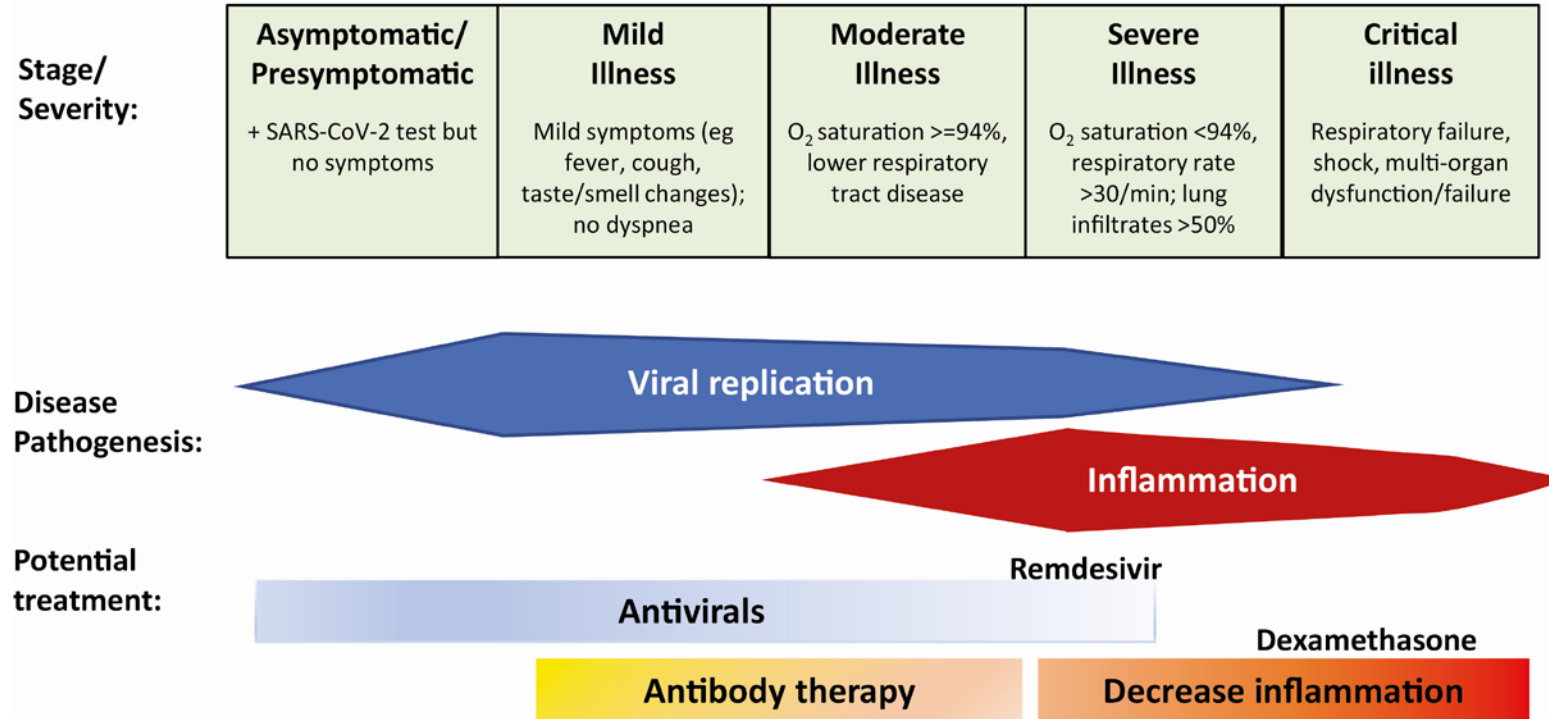 Stage/
Severity:
Asymptomatic/
Presymptomatic
+ SARS-CoV-2 test but
no symptoms
Mild
Illness
Mild symptoms (eg
fever, cough,
taste/smell changes);
no dyspnea
Moderate
Illness
O₂ saturation >=94%,
lower respiratory
tract disease
Severe
Illness
O₂ saturation <94%,
respiratory rate
>30/min; lung
infiltrates >50%
Critical
illness
Respiratory failure,
shock, multi-organ
dysfunction/failure
Disease
Pathogenesis:
Viral replication
Inflammation
Potential
treatment:
Remdesivir
Antivirals
Dexamethasone
Antibody therapy
Decrease inflammation